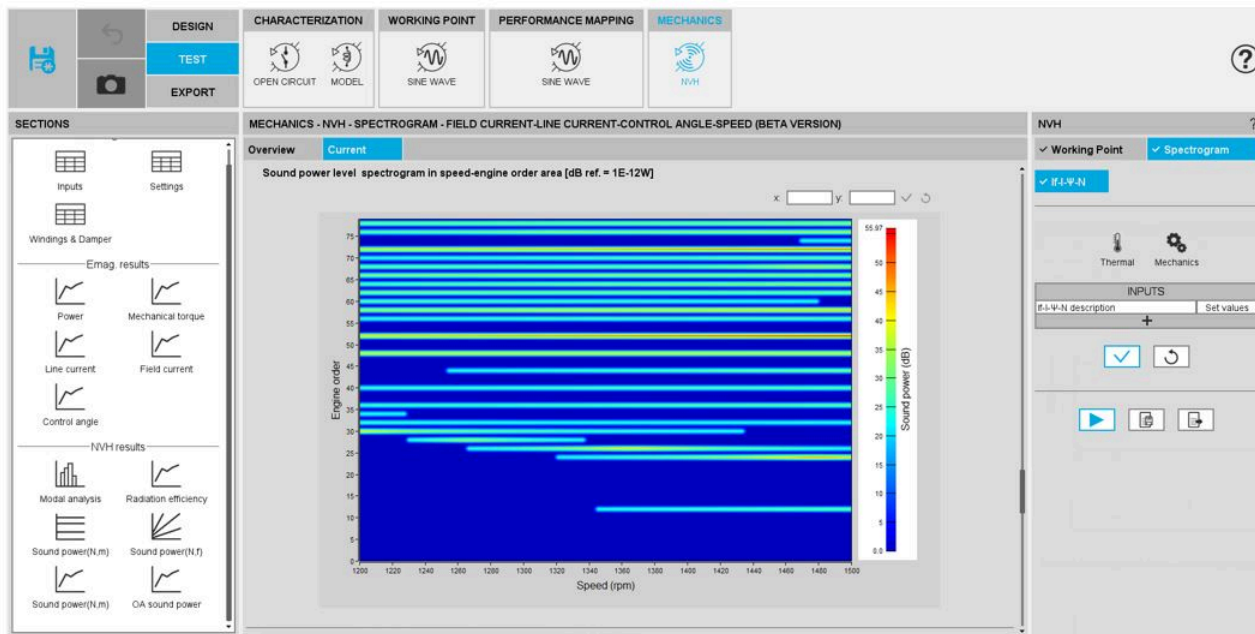 DESIGN
TEST
EXPORT
CHARACTERIZATION
OPEN CIRCUIT
MODEL
WORKING POINT
SINE WAVE
PERFORMANCE MAPPING
SINE WAVE
MECHANICS
NVH
?
SECTIONS
Inputs
Settings
Windings & Damper
Emag. results
Power
Mechanical torque
Line current
Field current
Control angle
NVH results
Modal analysis
Radiation efficiency
Sound power(N,m)
Sound power(N,f)
Sound power(N,m)
OA sound power
MECHANICS - NVH - SPECTROGRAM - FIELD CURRENT-LINE CURRENT-CONTROL ANGLE-SPEED (BETA VERSION)
Overview
Current
Sound power level spectrogram in speed-engine order area [dB ref. = 1E-12W]
x:
y:
75
70
65
60
55
50
45
40
35
30
25
20
15
10
5
0
Engine order
1200 1220 1240 1260 1280 1300 1320 1340 1360 1380 1400 1420 1440 1460 1480 1500
Speed (rpm)
55.97
50
45
40
35
30
25
20
15
10
5
0.0
Sound power (dB)
NVH
?
Working Point
Spectrogram
If-I-Ψ-N
Thermal
Mechanics
INPUTS
If-I-Ψ-N description
Set values
+